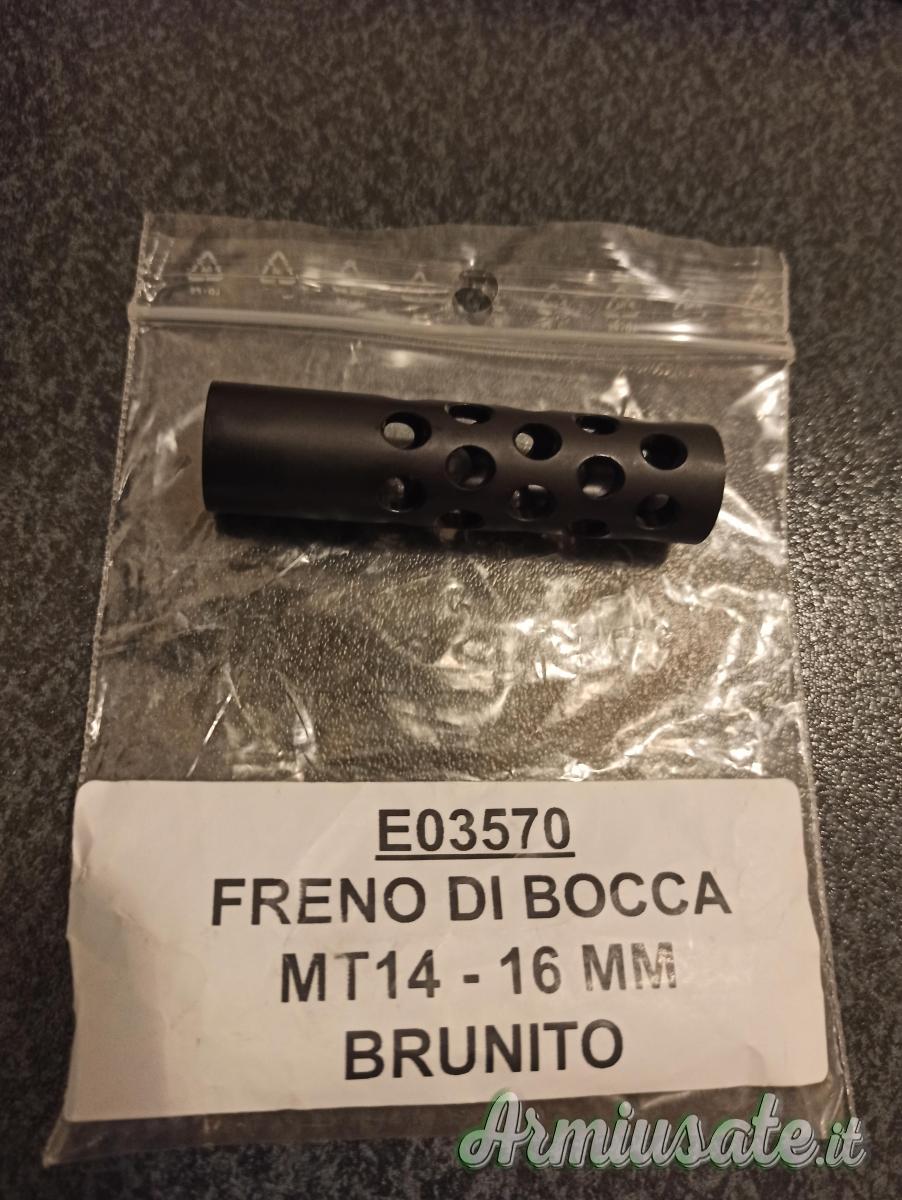 E03570
FRENO DI BOCCA
MT14 - 16 MM
BRUNITO
Armiusate.it